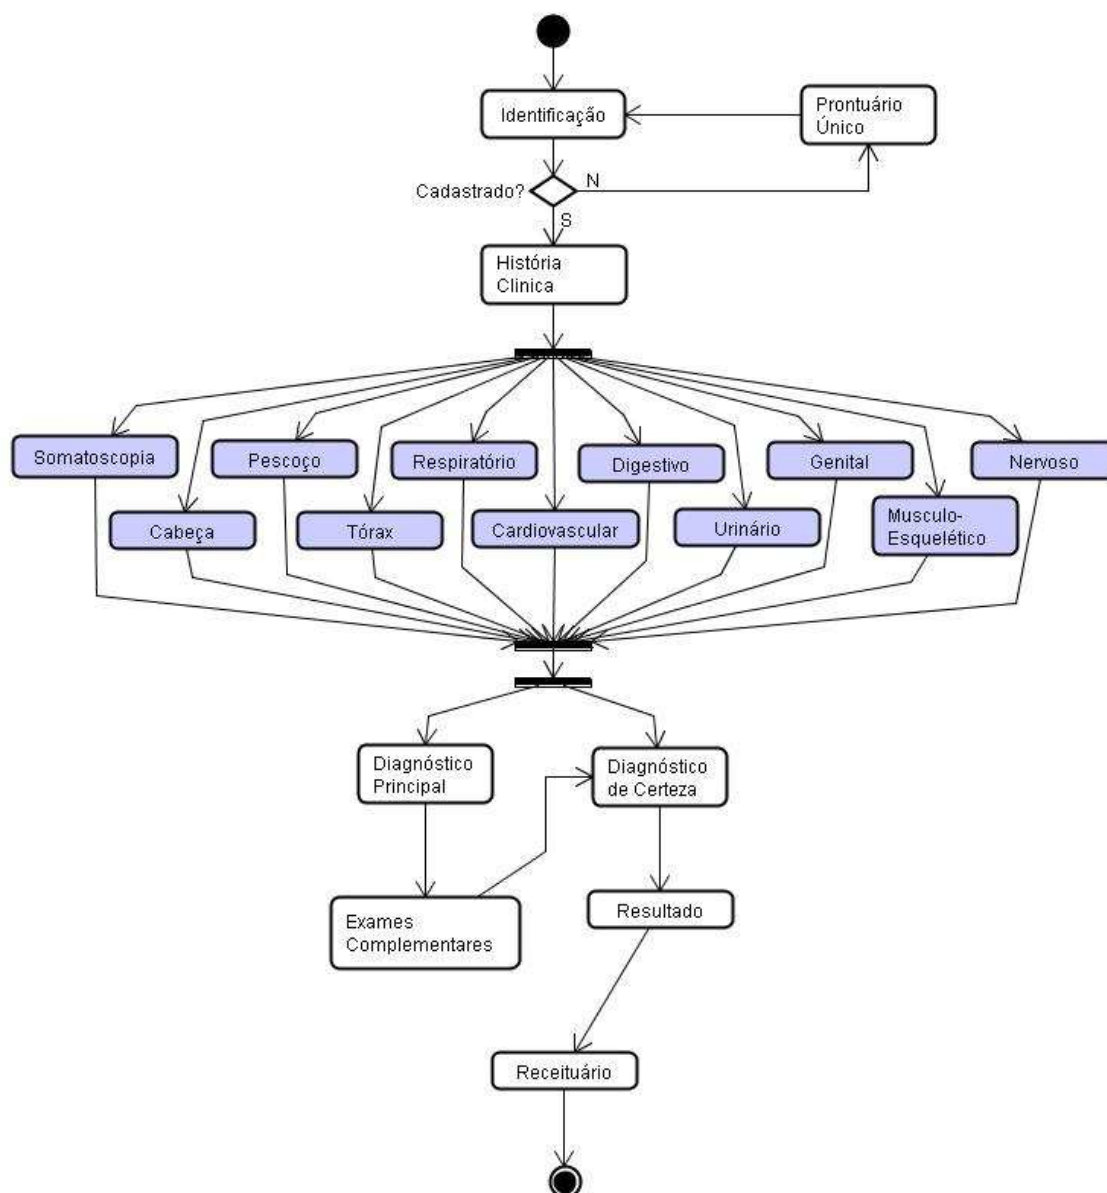 Identificação
Prontuário
Único
Cadastrado?
N
S
História
Clinica
Somatoscopia
Pescoço
Respiratório
Digestivo
Genital
Nervoso
Cabeça
Tórax
Cardiovascular
Urinário
Musculo-
Esquelético
Diagnóstico
Principal
Diagnóstico
de Certeza
Exames
Complementares
Resultado
Receituário